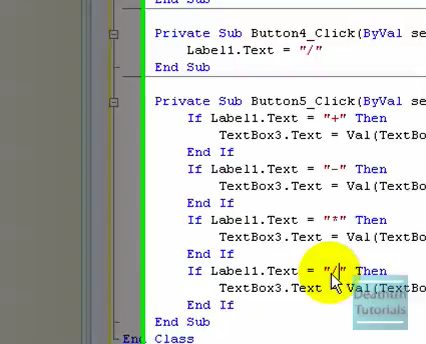 End Sub
Private Sub Button4_Click(ByVal se
Label1.Text = "/"
End Sub
Private Sub Button5_Click(ByVal se
If Label1.Text = "+" Then
TextBox3.Text = Val(TextBo
End If
If Label1.Text = "-" Then
TextBox3.Text = Val(TextBo
End If
If Label1.Text = "*" Then
TextBox3.Text = Val(TextBo
End If
If Label1.Text = "/" Then
TextBox3.Text = Val(TextBo
End If
End Sub
End Class
Tutorials